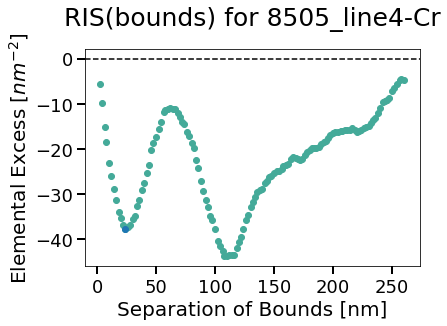 RIS(bounds) for 8505_line4-Cr
Elemental Excess [nm⁻²]
0
−10
−20
−30
−40
0 50 100 150 200 250
Separation of Bounds [nm]